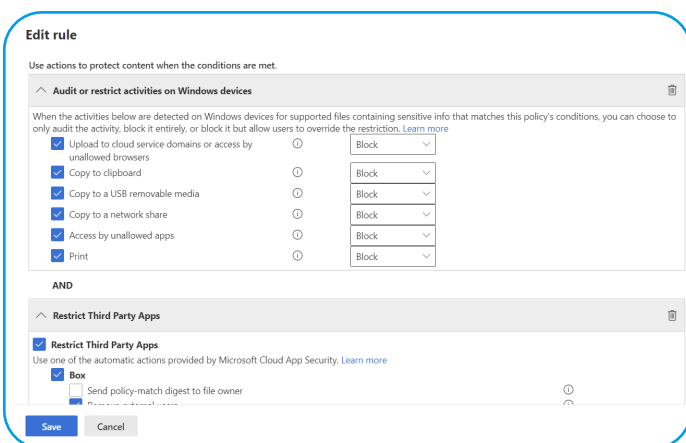 Edit rule
Use actions to protect content when the conditions are met.
Audit or restrict activities on Windows devices
When the activities below are detected on Windows devices for supported files containing sensitive info that matches this policy's conditions, you can choose to
only audit the activity, block it entirely, or block it but allow users to override the restriction. Learn more
Upload to cloud service domains or access by Block
unallowed browsers
Copy to clipboard Block
Copy to a USB removable media Block
Copy to a network share Block
Access by unallowed apps Block
Print Block
AND
Restrict Third Party Apps
Restrict Third Party Apps
Use one of the automatic actions provided by Microsoft Cloud App Security. Learn more
Box
Send policy-match digest to file owner
Remove external users
Save Cancel